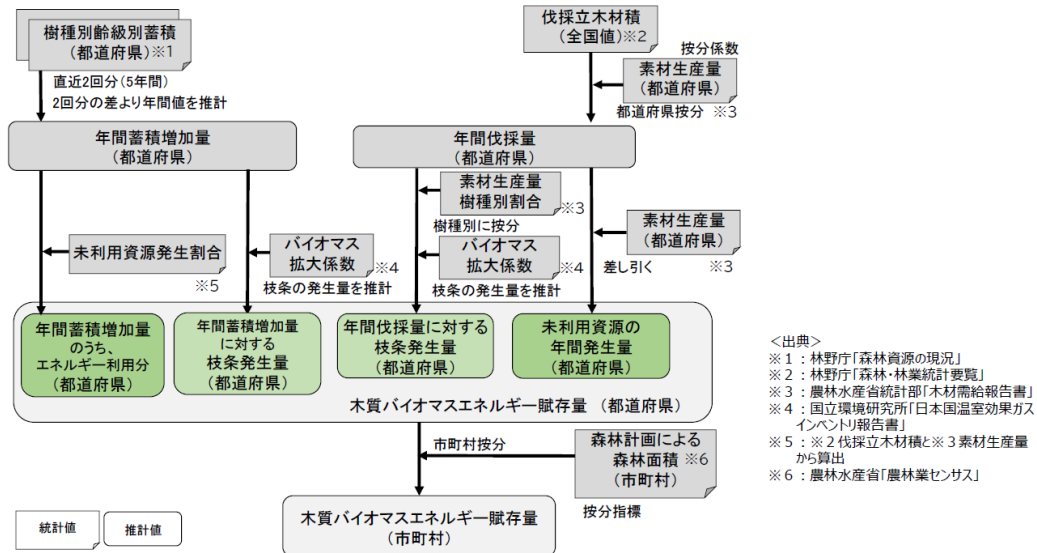 樹種別齢級別蓄積
(都道府県)※1
直近2回分(5年間)
2回分の差より年間値を推計
年間蓄積増加量
(都道府県)
伐採立木材積
(全国値)※2
按分係数
素材生産量
(都道府県)
都道府県按分 ※3
年間伐採量
(都道府県)
素材生産量
樹種別割合
※3
樹種別に按分
素材生産量
(都道府県)
差し引く
※3
未利用資源発生割合
※5
バイオマス
拡大係数
※4
枝条の発生量を推計
バイオマス
拡大係数
※4
枝条の発生量を推計
年間蓄積増加量
のうち、
エネルギー利用分
(都道府県)
年間蓄積増加量
に対する
枝条発生量
(都道府県)
年間伐採量に対する
枝条発生量
(都道府県)
未利用資源の
年間発生量
(都道府県)
木質バイオマスエネルギー賦存量 (都道府県)
市町村按分
森林計画による
森林面積 ※6
(市町村)
按分指標
木質バイオマスエネルギー賦存量
(市町村)
統計値
推計値
<出典>
※1:林野庁「森林資源の現況」
※2:林野庁「森林・林業統計要覧」
※3:農林水産省統計部「木材需給報告書」
※4:国立環境研究所「日本国温室効果ガス
インベントリ報告書」
※5:※2伐採立木材積と※3素材生産量
から算出
※6:農林水産省「農林業センサス」